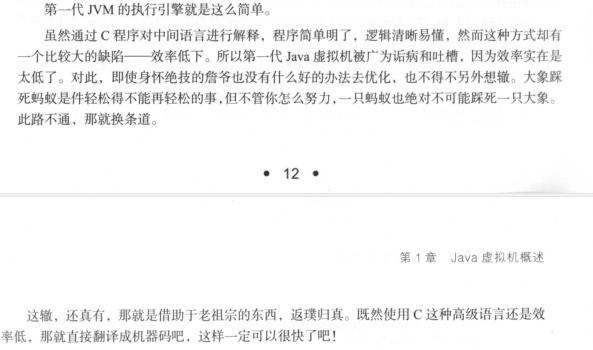 第一代 JVM 的执行引擎就是这么简单。
虽然通过 C 程序对中间语言进行解释，程序简单明了，逻辑清晰易懂，然而这种方式却有
一个比较大的缺陷——效率低下。所以第一代 Java 虚拟机被广为诟病和吐槽，因为效率实在是
太低了。对此，即使身怀绝技的詹爷也没有什么好的办法去优化，也不得不另外想辙。大象踩
死蚂蚁是件轻松得不能再轻松的事，但不管你怎么努力，一只蚂蚁也绝对不可能踩死一只大象。
此路不通，那就换条道。
• 12 •
第 1 章 Java 虚拟机概述
这辙，还真有，那就是借助于老祖宗的东西，返璞归真。既然使用 C 这种高级语言还是效
率低，那就直接翻译成机器码吧，这样一定可以很快了吧！